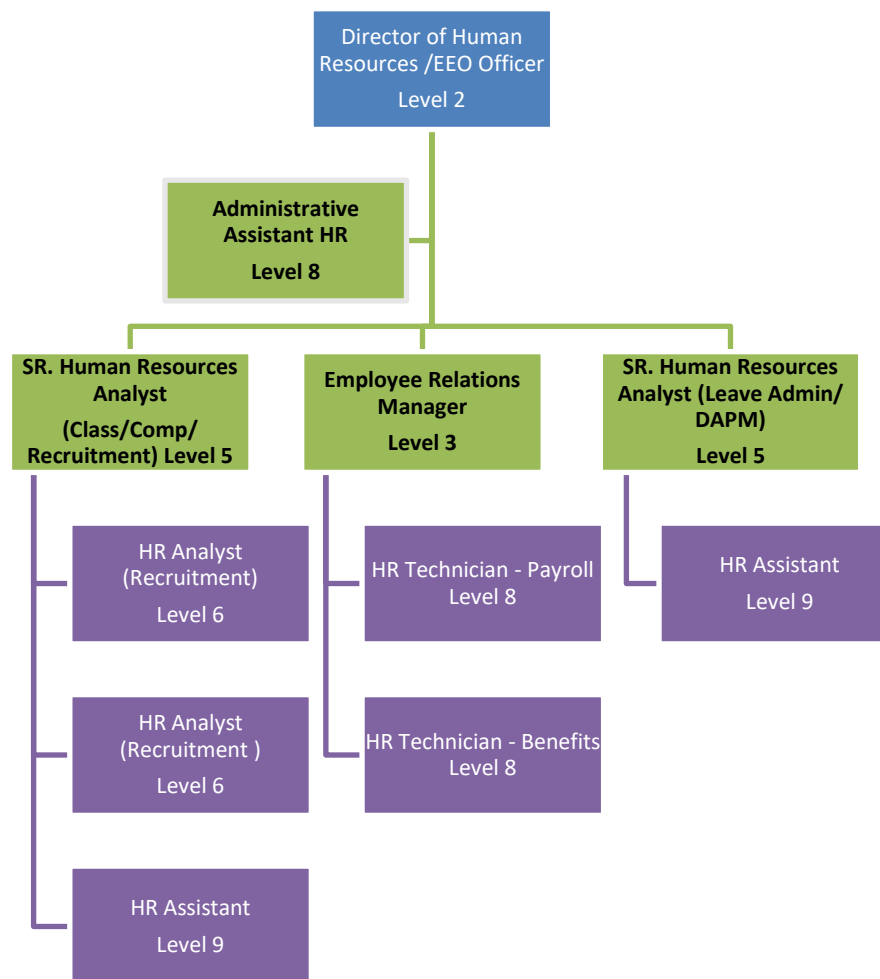 Director of Human
Resources /EEO Officer
Level 2
Administrative
Assistant HR
Level 8
SR. Human Resources
Analyst
(Class/Comp/
Recruitment) Level 5
Employee Relations
Manager
Level 3
SR. Human Resources
Analyst (Leave Admin/
DAPM)
Level 5
HR Analyst
(Recruitment)
Level 6
HR Analyst
(Recruitment )
Level 6
HR Assistant
Level 9
HR Technician - Payroll
Level 8
HR Technician - Benefits
Level 8
HR Assistant
Level 9